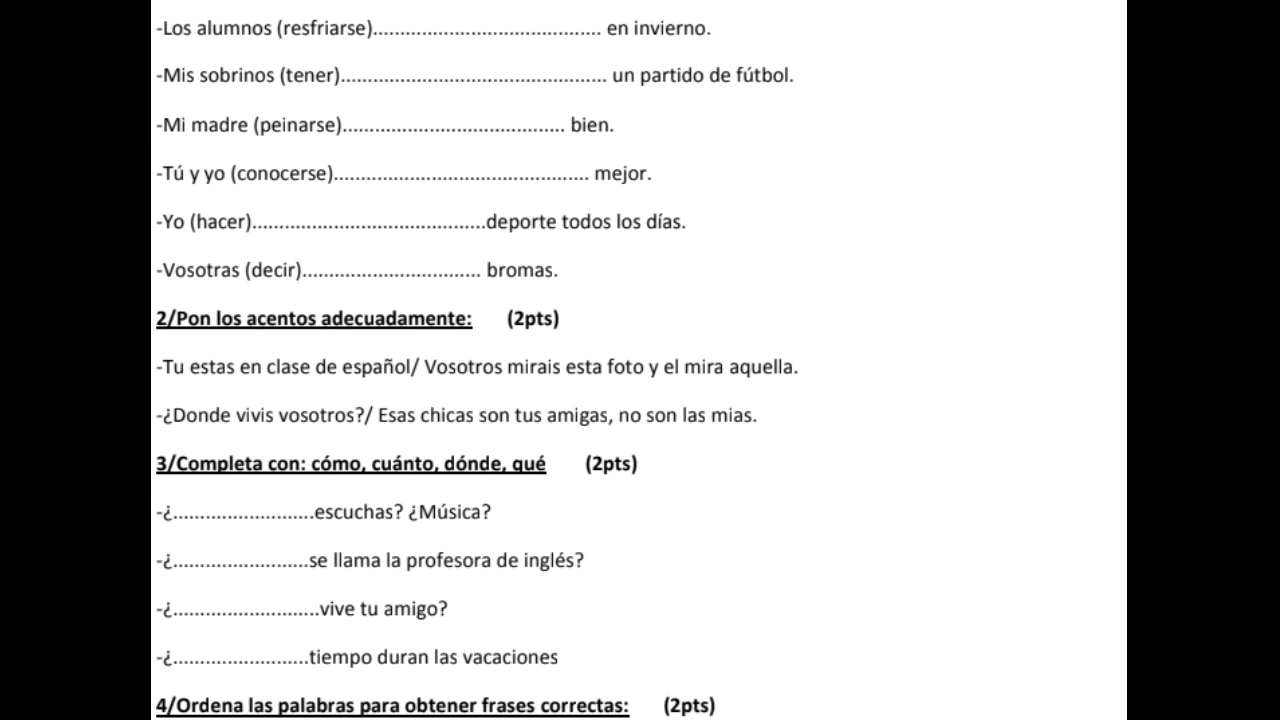 -Los alumnos (resfriarse)........................................... en invierno.
-Mis sobrinos (tener).................................................. un partido de fútbol.
-Mi madre (peinarse).......................................... bien.
-Tú y yo (conocerse)................................................ mejor.
-Yo (hacer)............................................deporte todos los días.
-Vosotras (decir)................................. bromas.
2/Pon los acentos adecuadamente: (2pts)
-Tu estas en clase de español/ Vosotros mirais esta foto y el mira aquella.
-¿Donde vivis vosotros?/ Esas chicas son tus amigas, no son las mias.
3/Completa con: cómo, cuánto, dónde, qué (2pts)
-¿..........................escuchas? ¿Música?
-¿.........................se llama la profesora de inglés?
-¿...........................vive tu amigo?
-¿.........................tiempo duran las vacaciones
4/Ordena las palabras para obtener frases correctas: (2pts)